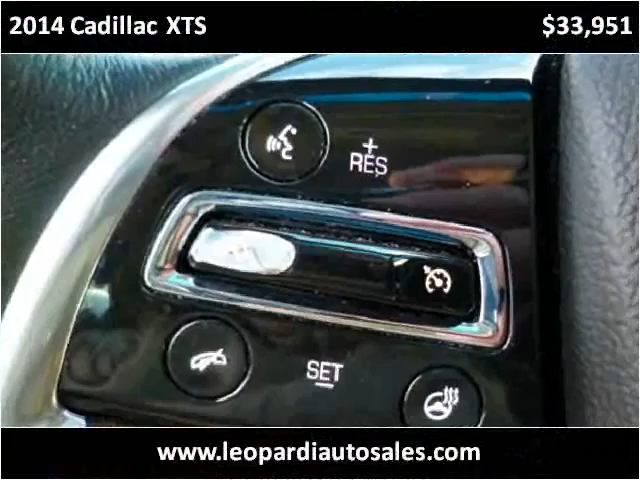 2014 Cadillac XTS $33,951
+
RES
SET
—
www.leopardiautosales.com